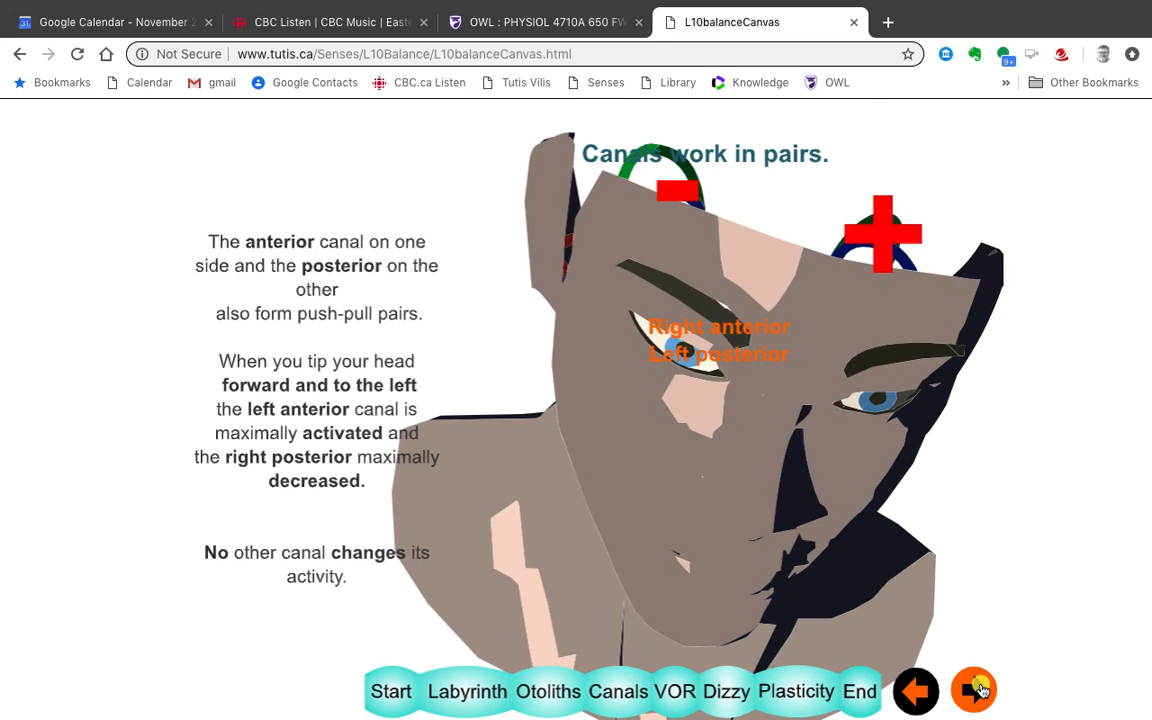 Google Calendar - November 2
CBC Listen | CBC Music | Easte
OWL : PHYSIOL 4710A 650 FW
L10balanceCanvas
Not Secure
www.tutis.ca/Senses/L10Balance/L10balanceCanvas.html
9+
Bookmarks
Calendar
gmail
Google Contacts
CBC.ca Listen
Tutis Vilis
Senses
Library
Knowledge
OWL
»
Other Bookmarks
Canals work in pairs.
The anterior canal on one
side and the posterior on the
other
also form push-pull pairs.
When you tip your head
forward and to the left
the left anterior canal is
maximally activated and
the right posterior maximally
decreased.
No other canal changes its
activity.
Right anterior
Left posterior
Start
Labyrinth
Otoliths
Canals
VOR
Dizzy
Plasticity
End